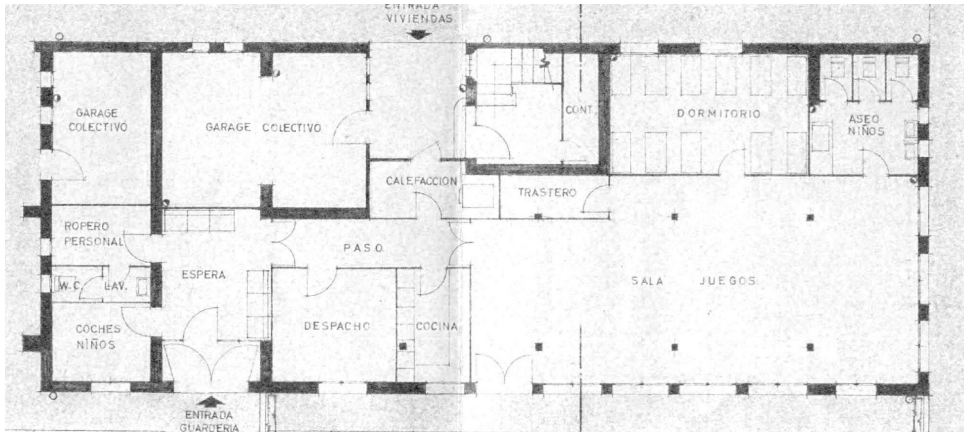 ENTRADA
VIVIENDAS
GARAGE
COLECTIVO
GARAGE COLECTIVO
CONT.
DORMITORIO
ASEO
NIÑOS
CALEFACCION
TRASTERO
ROPERO
PERSONAL
PASO
ESPERA
W.C. LAV.
SALA JUEGOS
COCHES
NIÑOS
DESPACHO
COCINA
ENTRADA
GUARDERIA